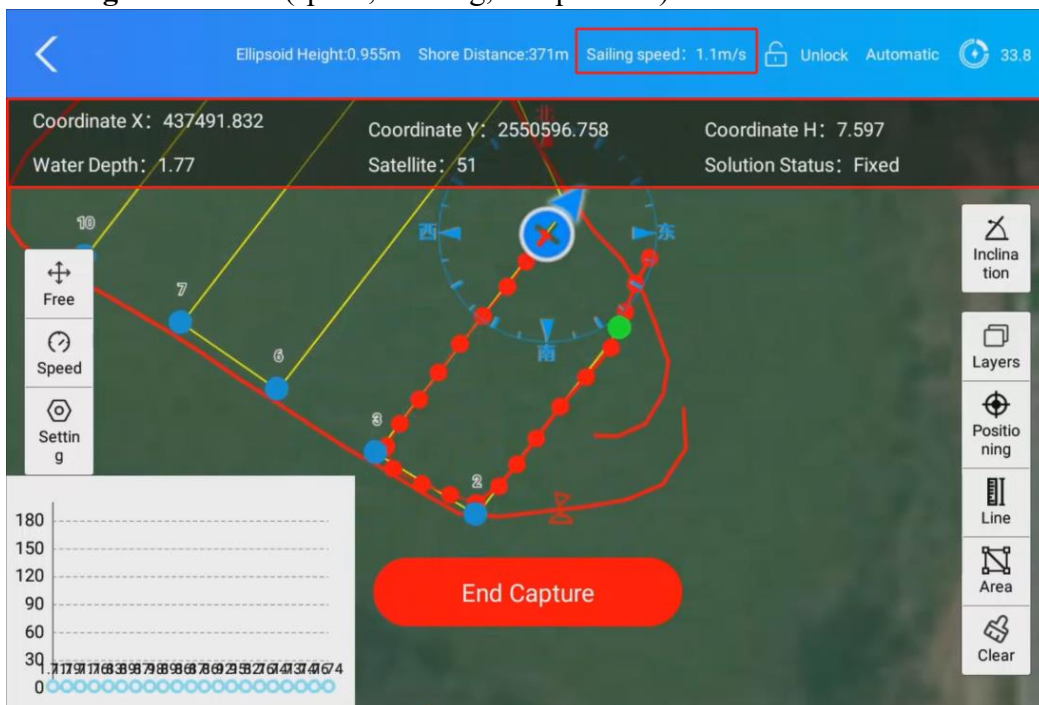 Ellipsoid Height:0.955m Shore Distance:371m Sailing speed: 1.1m/s Unlock Automatic 33.8
Coordinate X: 437491.832 Coordinate Y: 2550596.758 Coordinate H: 7.597
Water Depth: 1.77 Satellite: 51 Solution Status: Fixed
北
10
西
东
Inclina
tion
Free
7
Speed
6
南
Layers
Settin
g
3
Positio
ning
2
Line
180
150
120
90
60
30
0
End Capture
Area
Clear